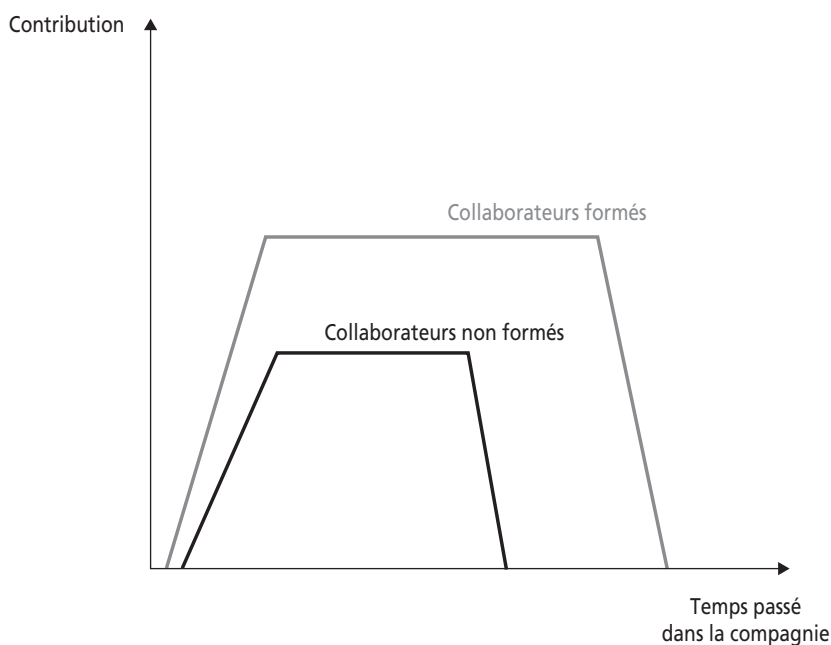 Contribution
Collaborateurs formés
Collaborateurs non formés
Temps passé
dans la compagnie